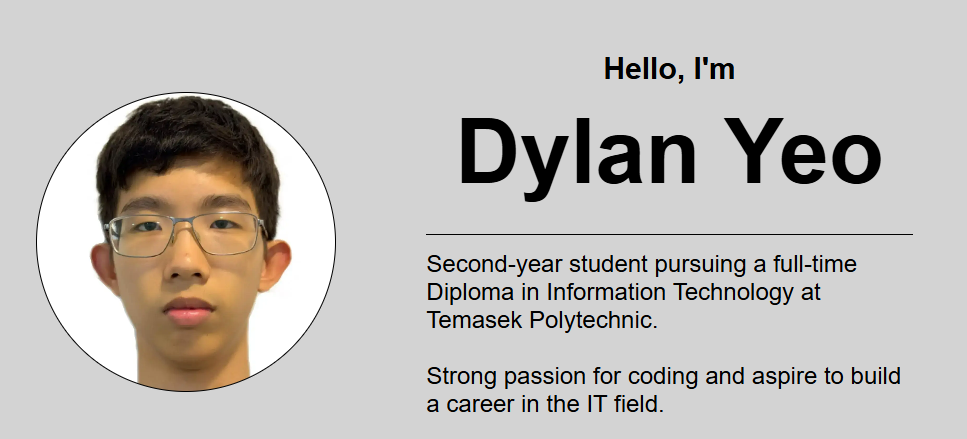 Hello, I'm
Dylan Yeo
Second-year student pursuing a full-time
Diploma in Information Technology at
Temasek Polytechnic.
Strong passion for coding and aspire to build
a career in the IT field.